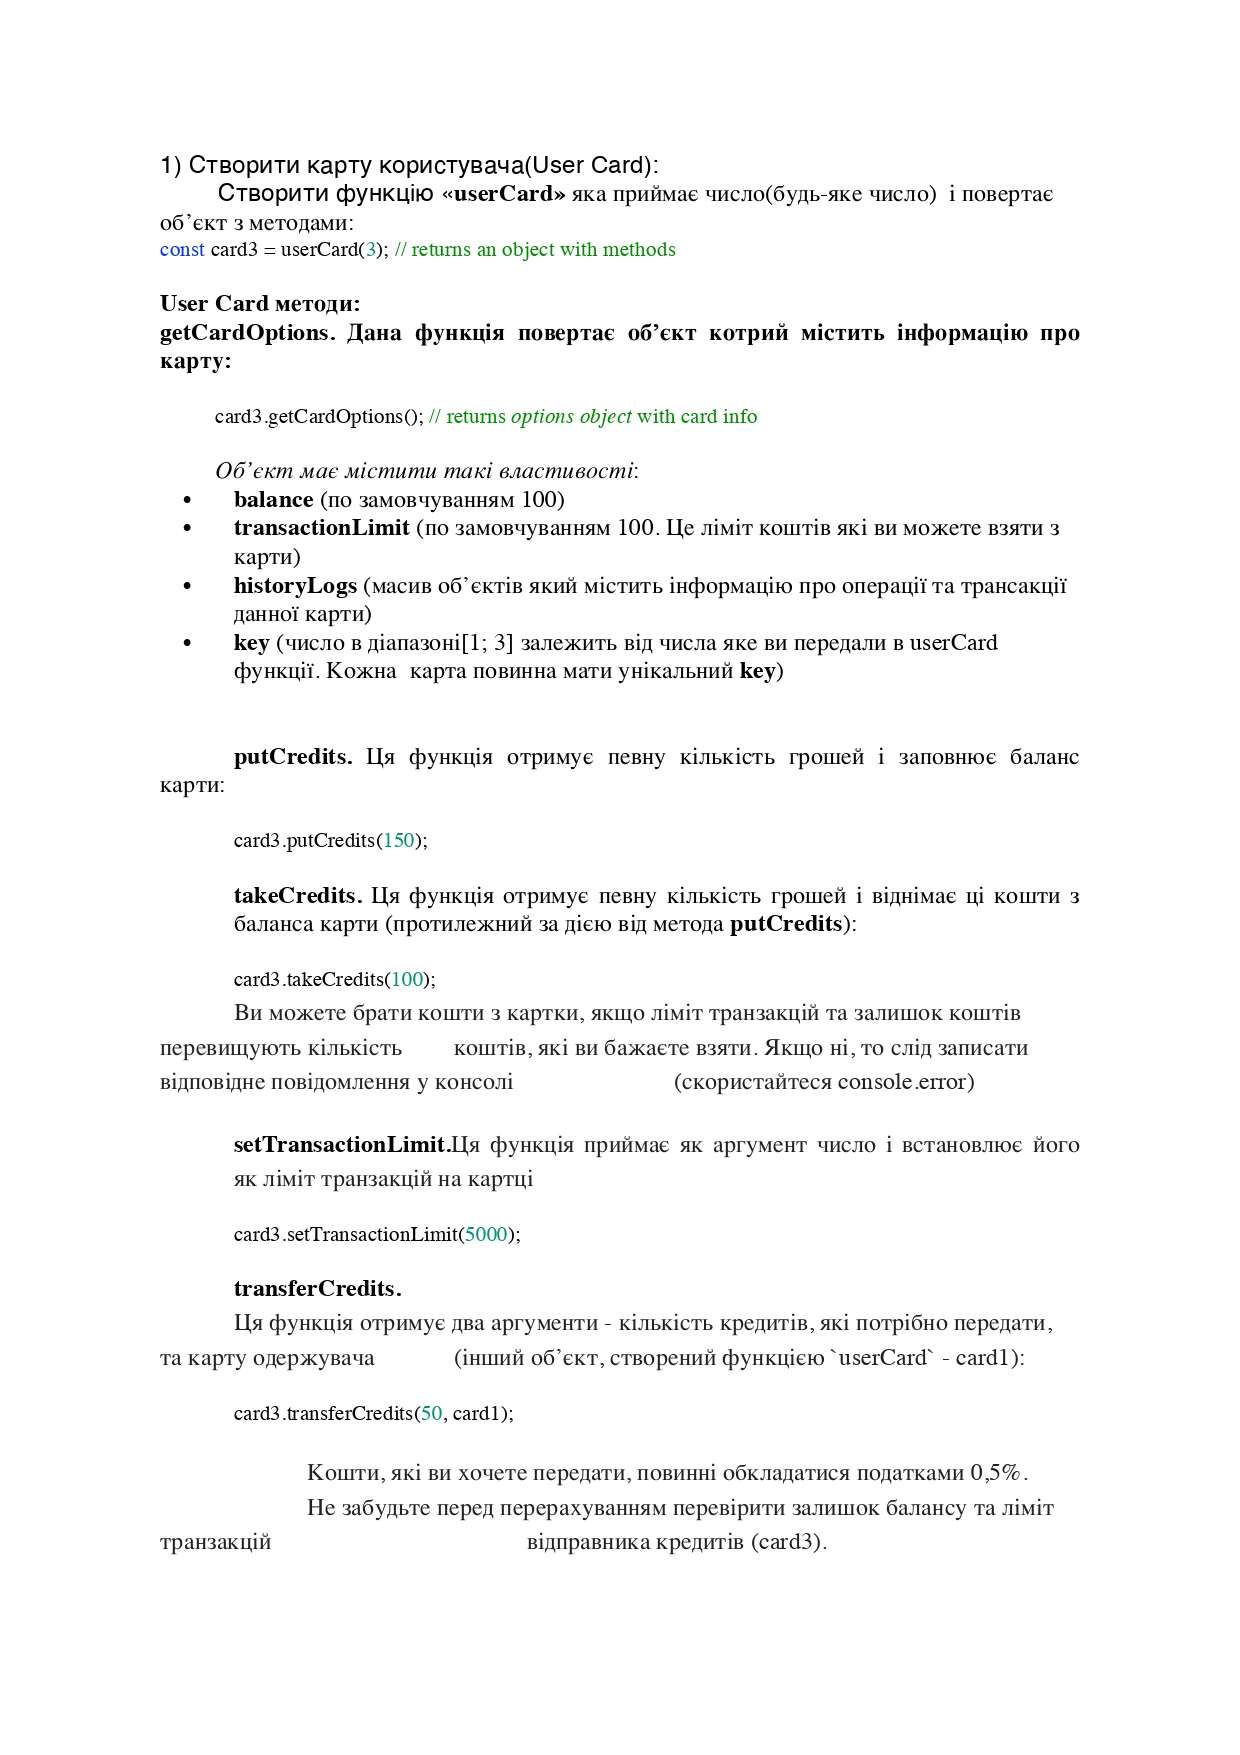 1) Створити карту користувача(User Card):
Створити функцію «userCard» яка приймає число(будь-яке число) і повертає
об’єкт з методами:
const card3 = userCard(3); // returns an object with methods
User Card методи:
getCardOptions. Дана функція повертає об’єкт котрий містить інформацію про
карту:
card3.getCardOptions(); // returns options object with card info
Об’єкт має містити такі властивості:
• balance (по замовчуванням 100)
• transactionLimit (по замовчуванням 100. Це ліміт коштів які ви можете взяти з
карти)
• historyLogs (масив об’єктів який містить інформацію про операції та трансакції
данної карти)
• key (число в діапазоні[1; 3] залежить від числа яке ви передали в userCard
функції. Кожна карта повинна мати унікальний key)
putCredits. Ця функція отримує певну кількість грошей і заповнює баланс
карти:
card3.putCredits(150);
takeCredits. Ця функція отримує певну кількість грошей і віднімає ці кошти з
баланса карти (протилежний за дією від метода putCredits):
card3.takeCredits(100);
Ви можете брати кошти з картки, якщо ліміт транзакцій та залишок коштів
перевищують кількість коштів, які ви бажаєте взяти. Якщо ні, то слід записати
відповідне повідомлення у консолі (скористайтеся console.error)
setTransactionLimit.Ця функція приймає як аргумент число і встановлює його
як ліміт транзакцій на картці
card3.setTransactionLimit(5000);
transferCredits.
Ця функція отримує два аргументи - кількість кредитів, які потрібно передати,
та карту одержувача (інший об’єкт, створений функцією `userCard` - card1):
card3.transferCredits(50, card1);
Кошти, які ви хочете передати, повинні обкладатися податками 0,5%.
Не забудьте перед перерахуванням перевірити залишок балансу та ліміт
транзакцій відправника кредитів (card3).